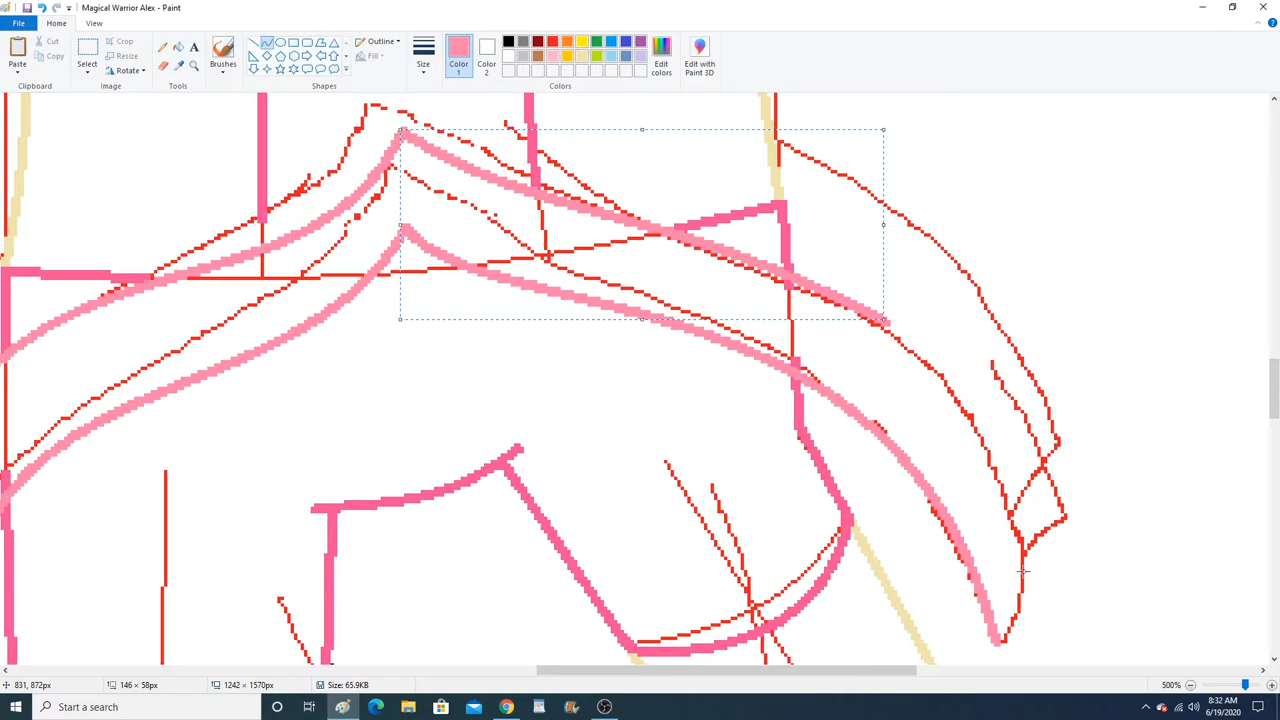 Magical Warrior Alex - Paint
File
Home
View
Paste
Cut
Copy
Clipboard
Select
Crop
Resize
Rotate
Image
A
Tools
Brushes
Outline
Fill
Shapes
Size
Color
1
Color
2
Edit
colors
Colors
Edit with
Paint 3D
831, 872px
146 × 58px
1242 × 1570px
Size: 65.9KB
500%
Start a search
8:32 AM
6/19/2020